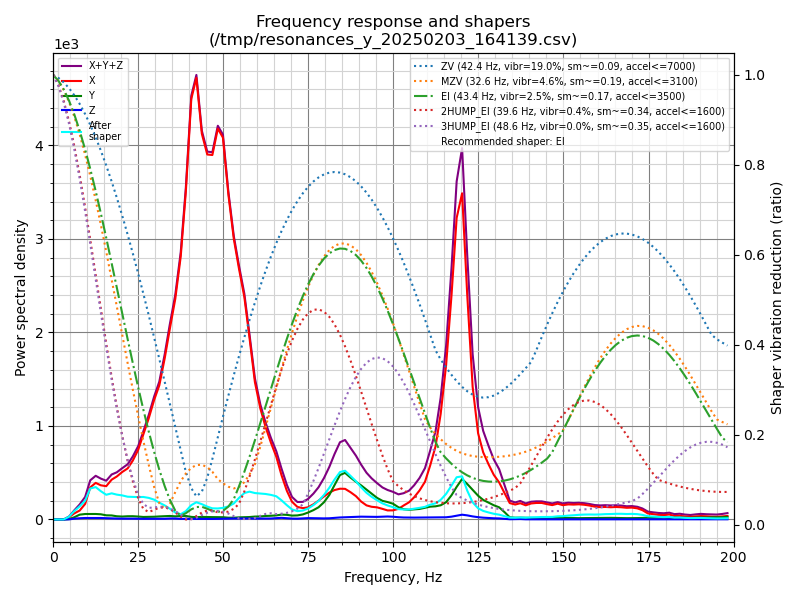 Frequency response and shapers
(/tmp/resonances_y_20250203_164139.csv)
1e3
X+Y+Z
X
Y
Z
After
shaper
ZV (42.4 Hz, vibr=19.0%, sm~=0.09, accel<=7000)
MZV (32.6 Hz, vibr=4.6%, sm~=0.19, accel<=3100)
EI (43.4 Hz, vibr=2.5%, sm~=0.17, accel<=3500)
2HUMP_EI (39.6 Hz, vibr=0.4%, sm~=0.34, accel<=1600)
3HUMP_EI (48.6 Hz, vibr=0.0%, sm~=0.35, accel<=1600)
Recommended shaper: EI
Power spectral density
4
3
2
1
0
1.0
0.8
0.6
0.4
0.2
0.0
Shaper vibration reduction (ratio)
0 25 50 75 100 125 150 175 200
Frequency, Hz